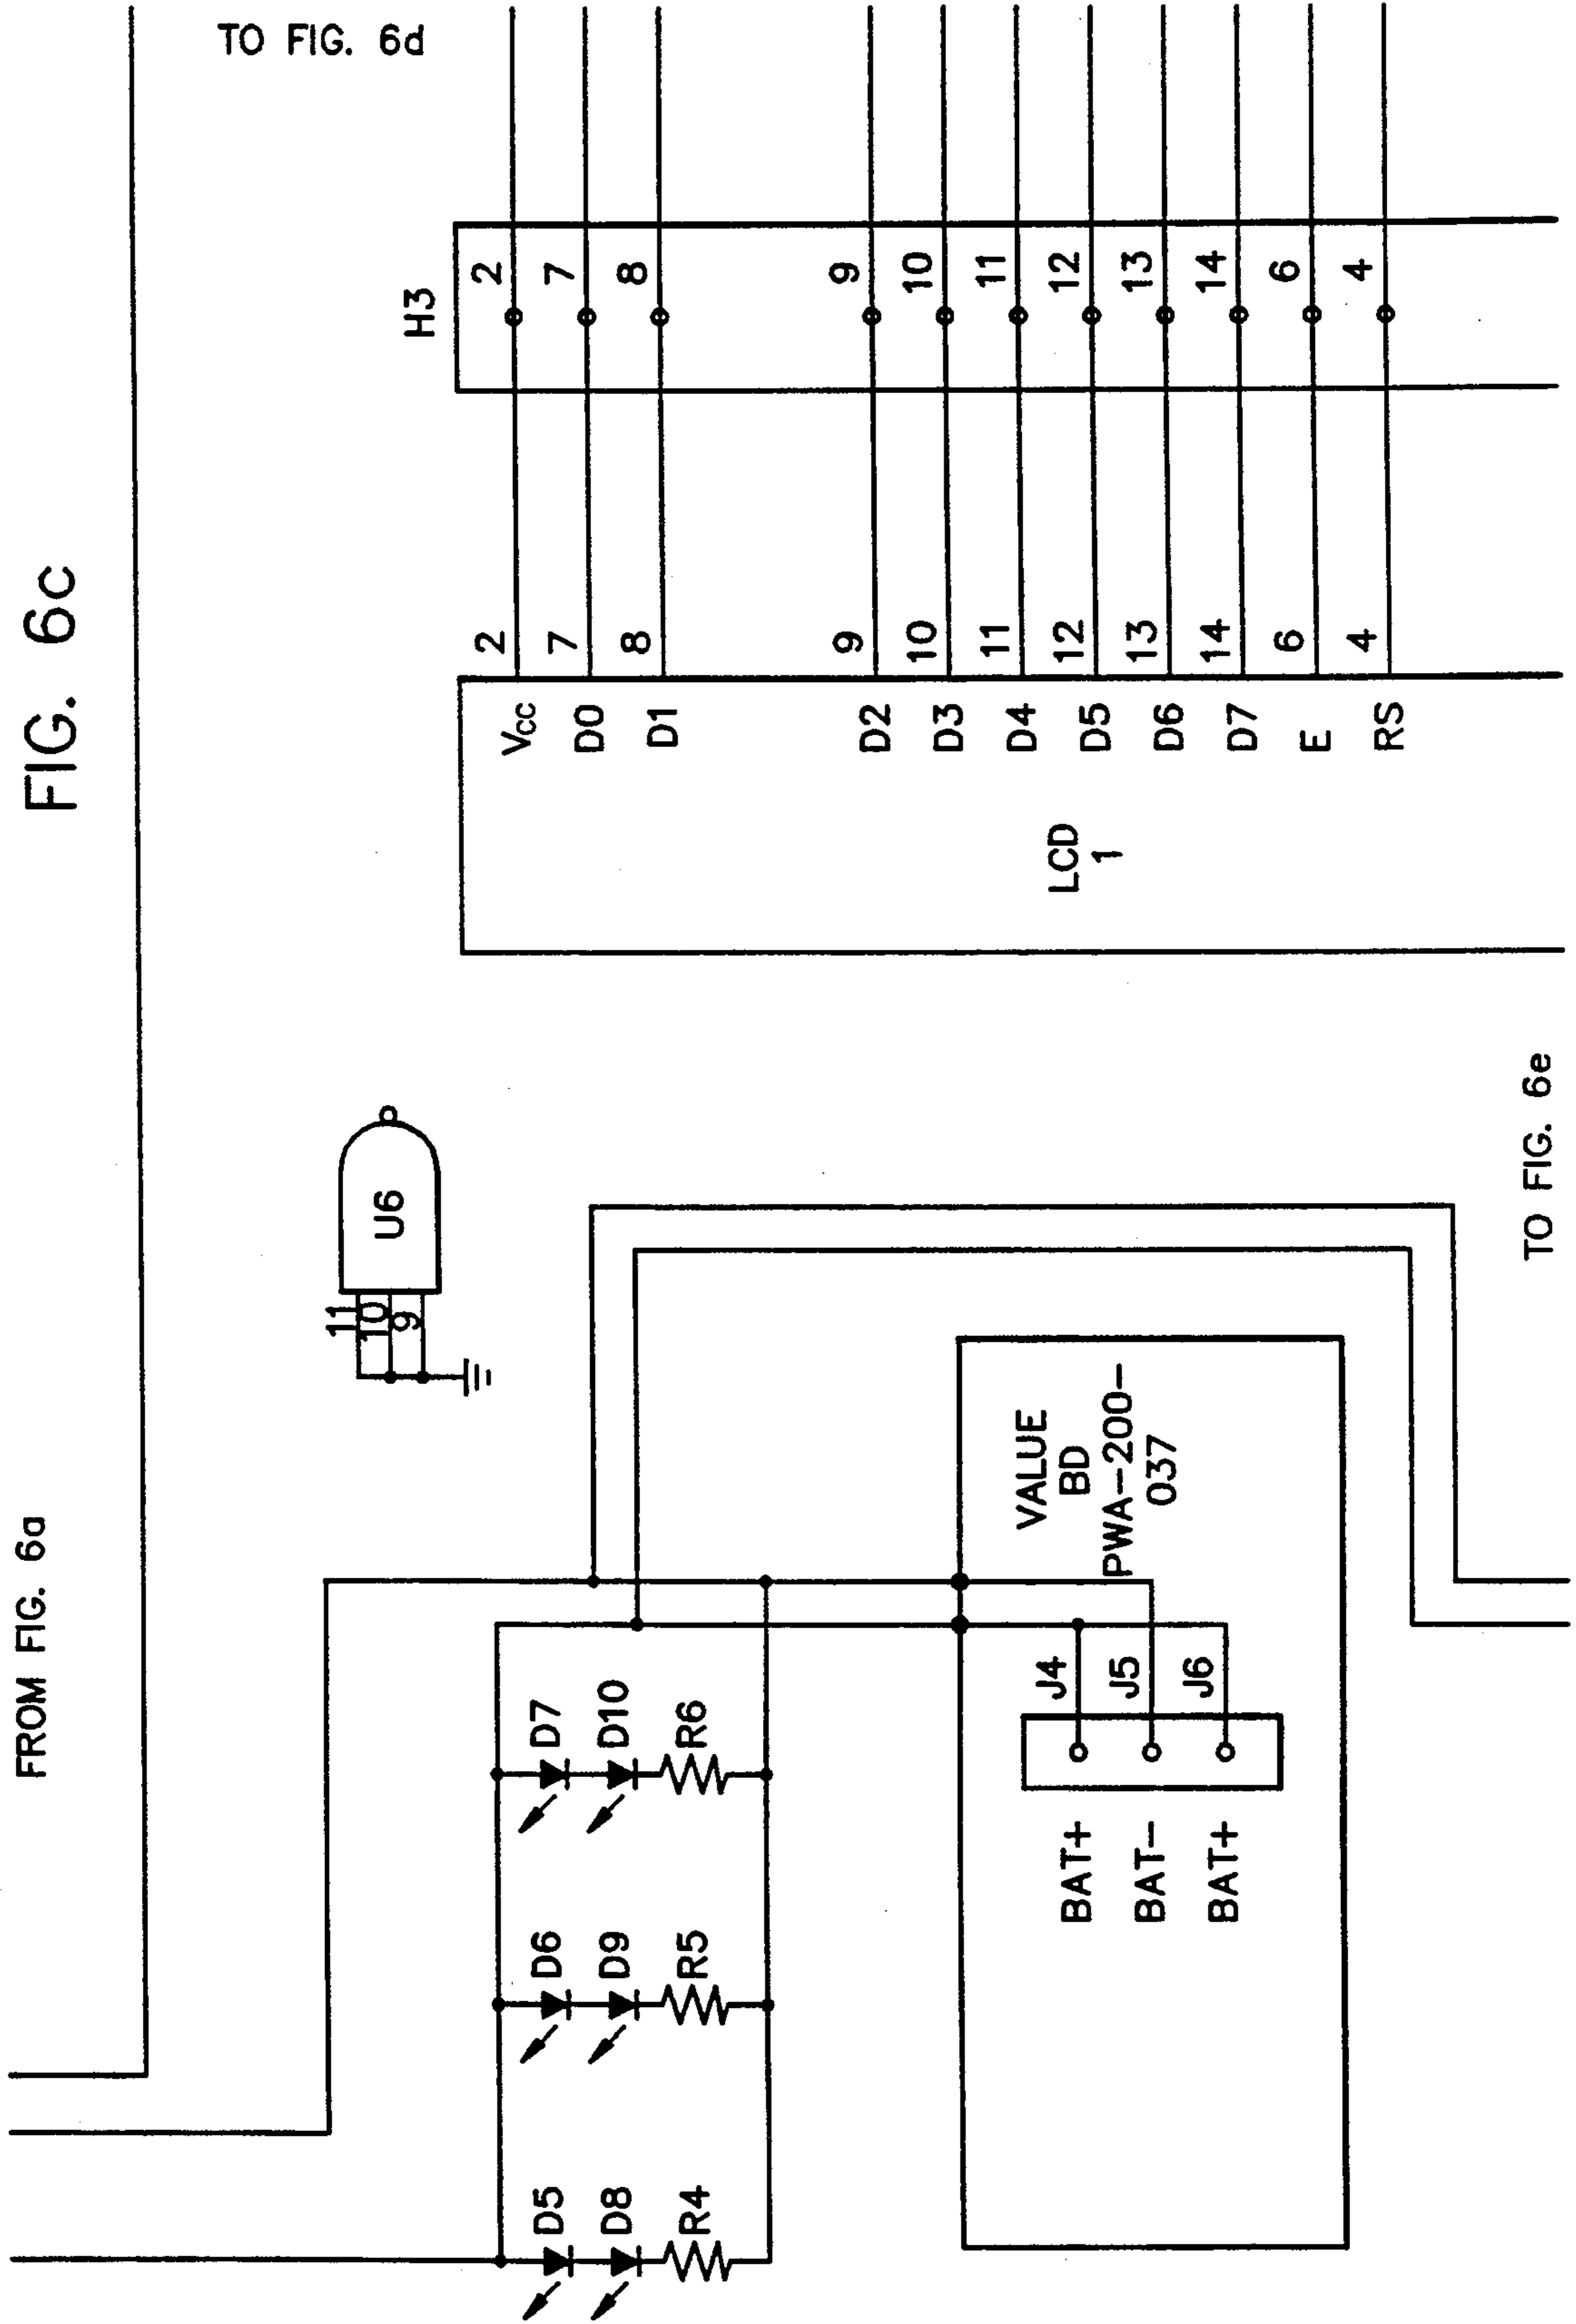 FIG. 6c
FROM FIG. 6a
TO FIG. 6d
H3
2
7
8
9
10
11
12
13
14
6
4
2
7
8
9
10
11
12
13
14
6
4
Vcc
D0
D1
D2
D3
D4
D5
D6
D7
E
RS
LCD
1
11
10
9
U6
D7
D10
R6
D6
D9
R5
D5
D8
R4
VALUE
BD
PWA-200-
037
J4
J5
J6
BAT+
BAT-
BAT+
TO FIG. 6e